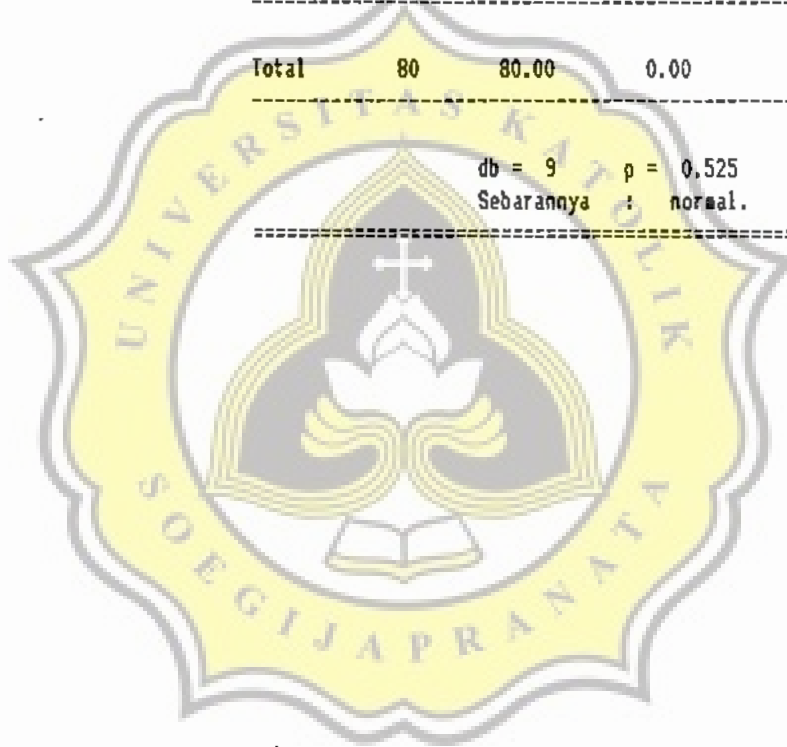 Total 80 80.00 0.00
db = 9 p = 0.525
Sebarannya : normal.
UNIVERSITAS KATOLIK
SOEGIJAPRANATA